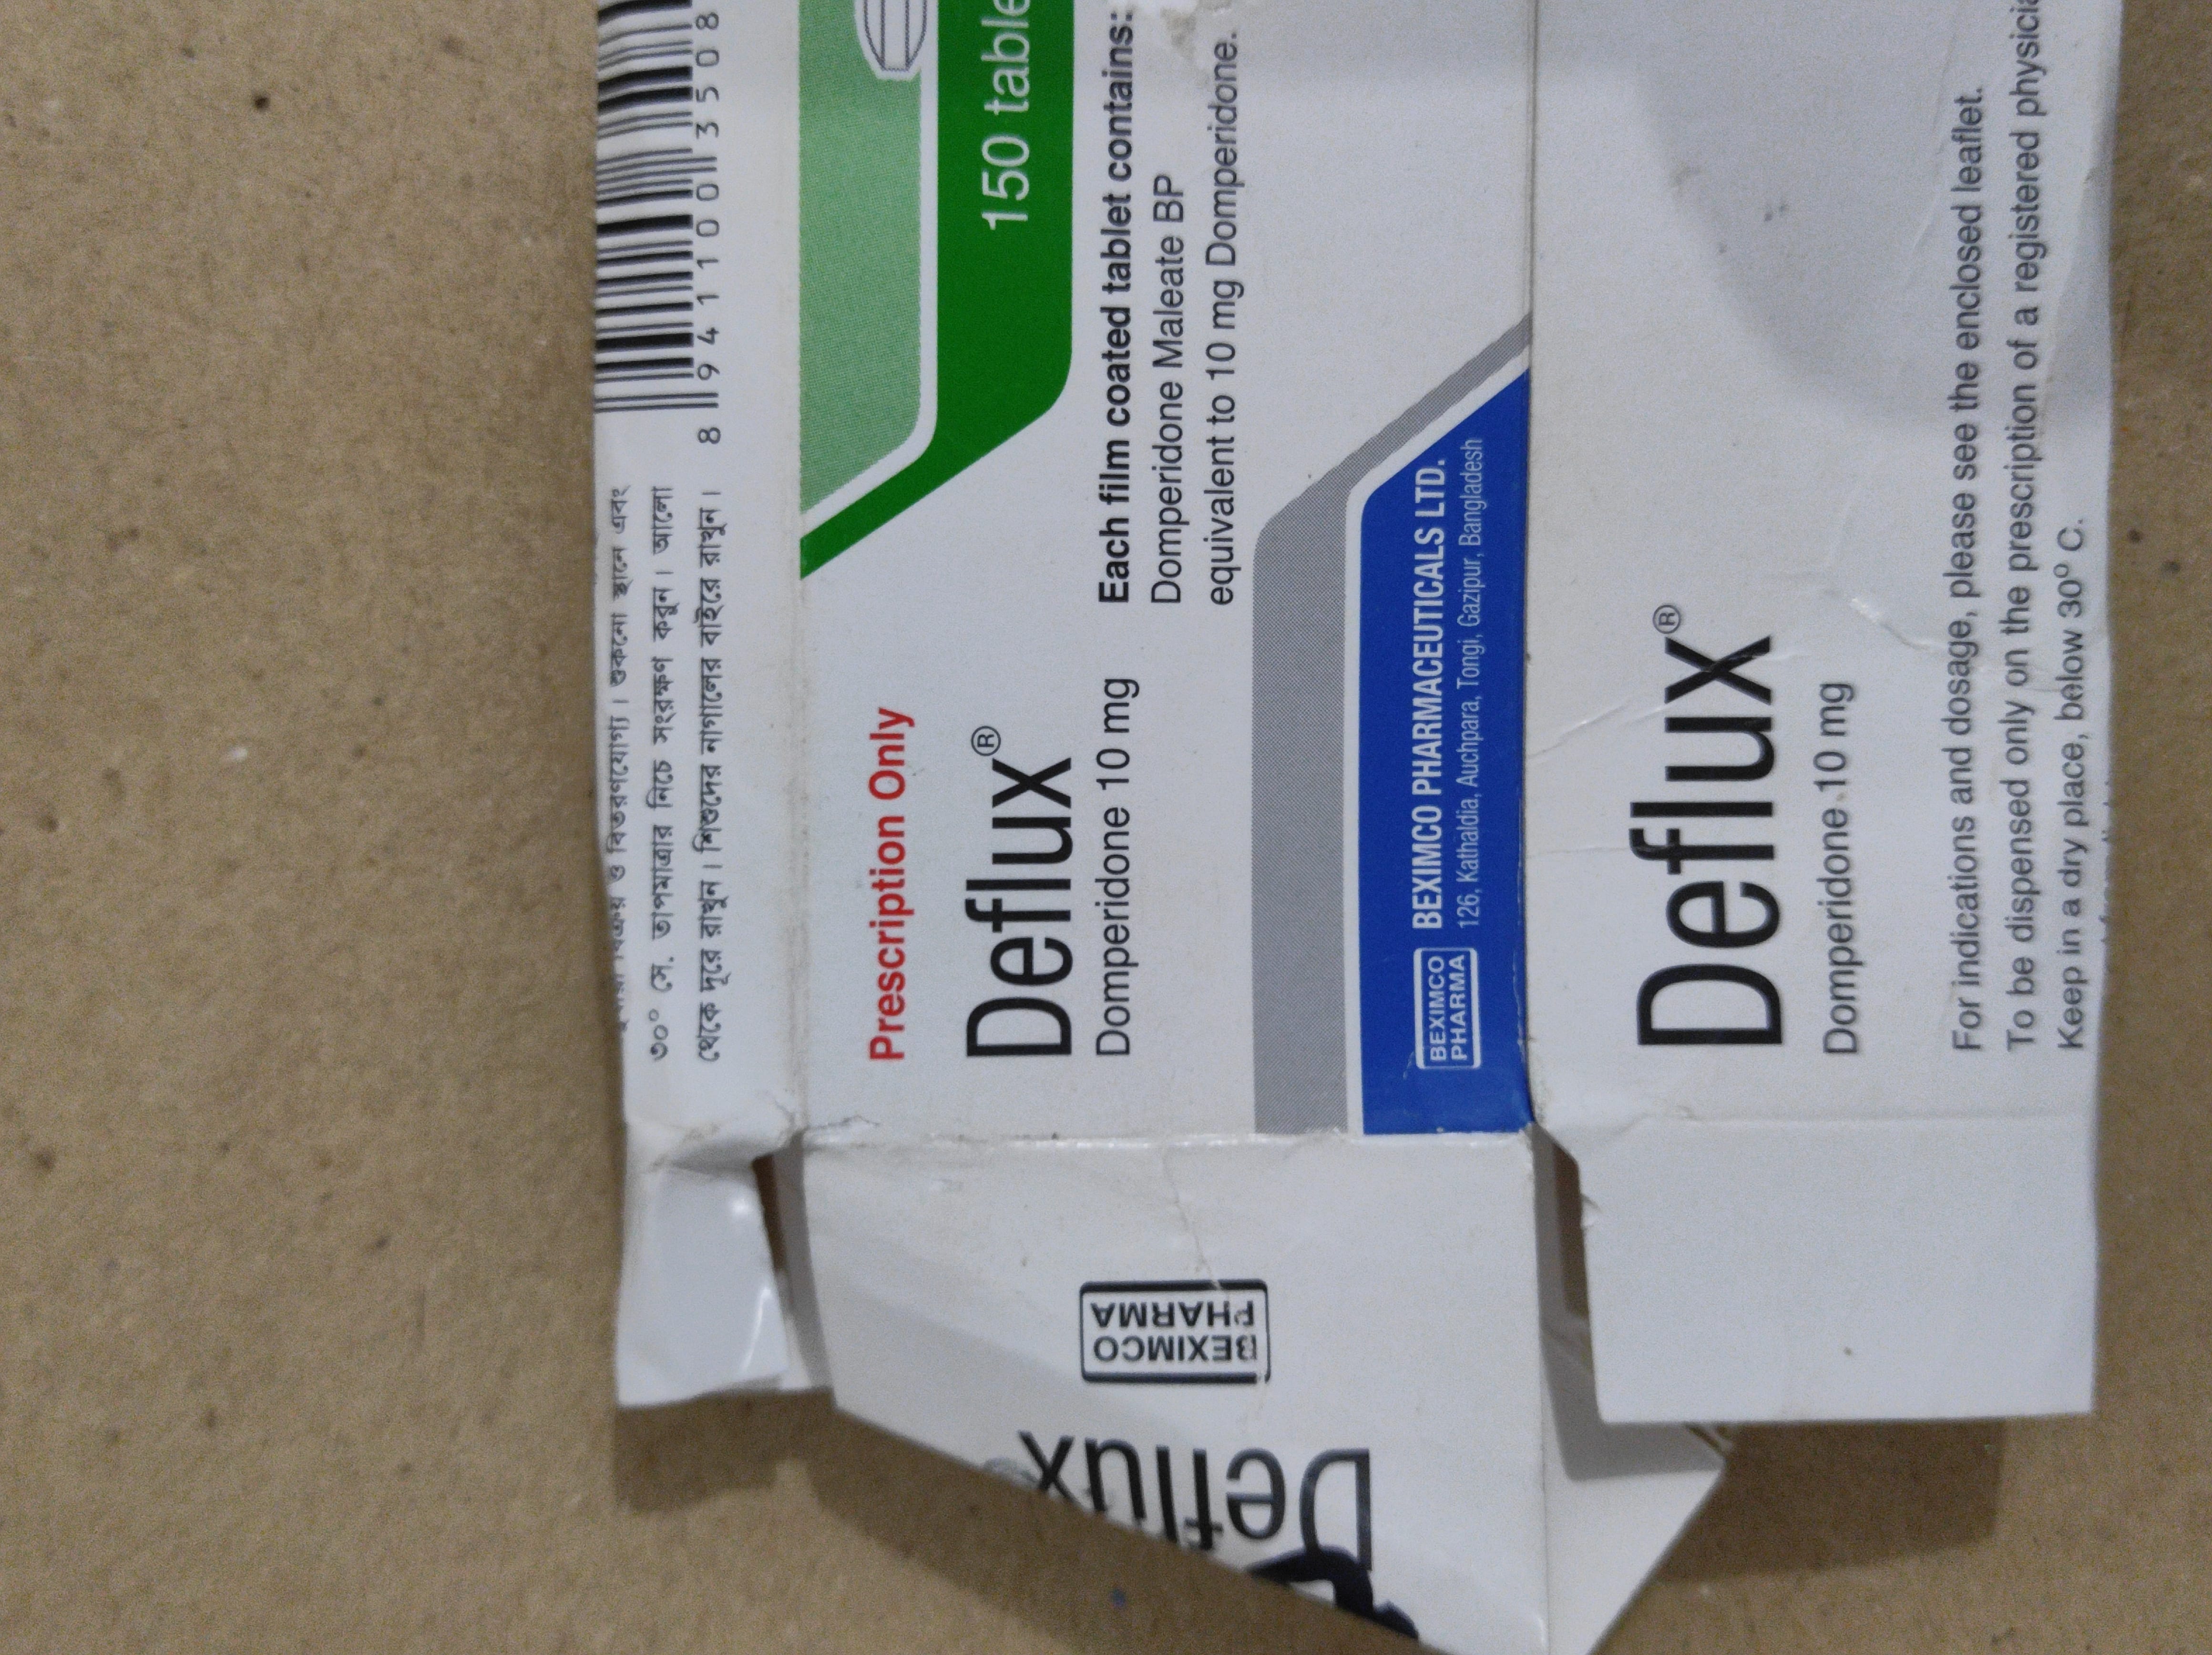 বিক্রয় ও বিতরণযোগ্য। শুকনো স্থানে এবং
৩০° সে. তাপমাত্রার নিচে সংরক্ষণ করুন। আলো
থেকে দূরে রাখুন। শিশুদের নাগালের বাইরে রাখুন।
8 941100 3508
Prescription Only
Deflux®
Domperidone 10 mg
150 table
Each film coated tablet contains:
Domperidone Maleate BP
equivalent to 10 mg Domperidone.
BEXIMCO
PHARMA
BEXIMCO PHARMACEUTICALS LTD.
126, Kathaldia, Auchpara, Tongi, Gazipur, Bangladesh
Deflux®
BEXIMCO
PHARMA
Deflux®
Domperidone 10 mg
For indications and dosage, please see the enclosed leaflet.
To be dispensed only on the prescription of a registered physicia
Keep in a dry place, below 30° C.